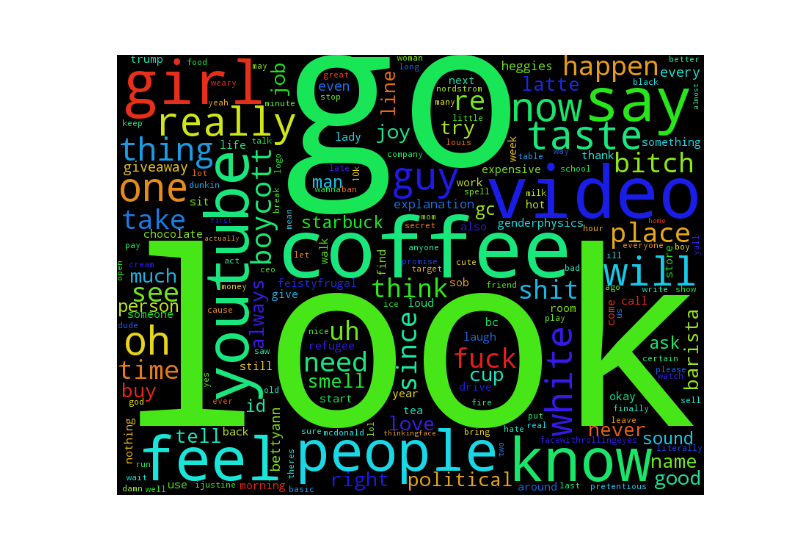 trump
food
girl
weary
may
yeah
minute
job
go
woman
great
long
even
stop
line
nordstrom
re
many
try
little
louis
next
heggies
happen
every
black
better
almost
latte
now
say
keep
really
thing
giveaway
life
talk
logo
lady
joy
company
taste
week
table
way
something
thank
school
bitch
one
lot
dunkin
sit
take
youtube
boycott
break
man
late
wanna
ban
10k
guy
work
expensive
spell
milk
hot
video
mean
starbuck
explanation
gc
also
genderphysics
hour
home
everyone
boy
yall
place
first
chocolate
actually
pay
much
act
ceo
let
walk
coffee
mom
secret
anyone
promise
target
cute
bad
ill
store
will
open
cream
see
person
someone
money
always
feistyfrugal
give
find
think
loud
sob
friend
shit
bc
ice
play
room
write
show
ago
us
come
call
dude
oh
cause
saw
nice
uh
refugee
since
laugh
fuck
certain
please
watch
ask
barista
time
yes
still
need
smell
cup
drive
okay
sell
buy
god
ever
id
old
start
year
tea
fire
put
real
finally
leave
look
white
nothing
tell
back
bettyann
sure
mcdonald
lol
love
thinkingface
bring
two
hate
never
facewithrollingeyes
sound
literally
run
feel
theres
people
know
name
wait
damn
well
use
ijustine
morning
basic
right
political
around
last
pretentious
good